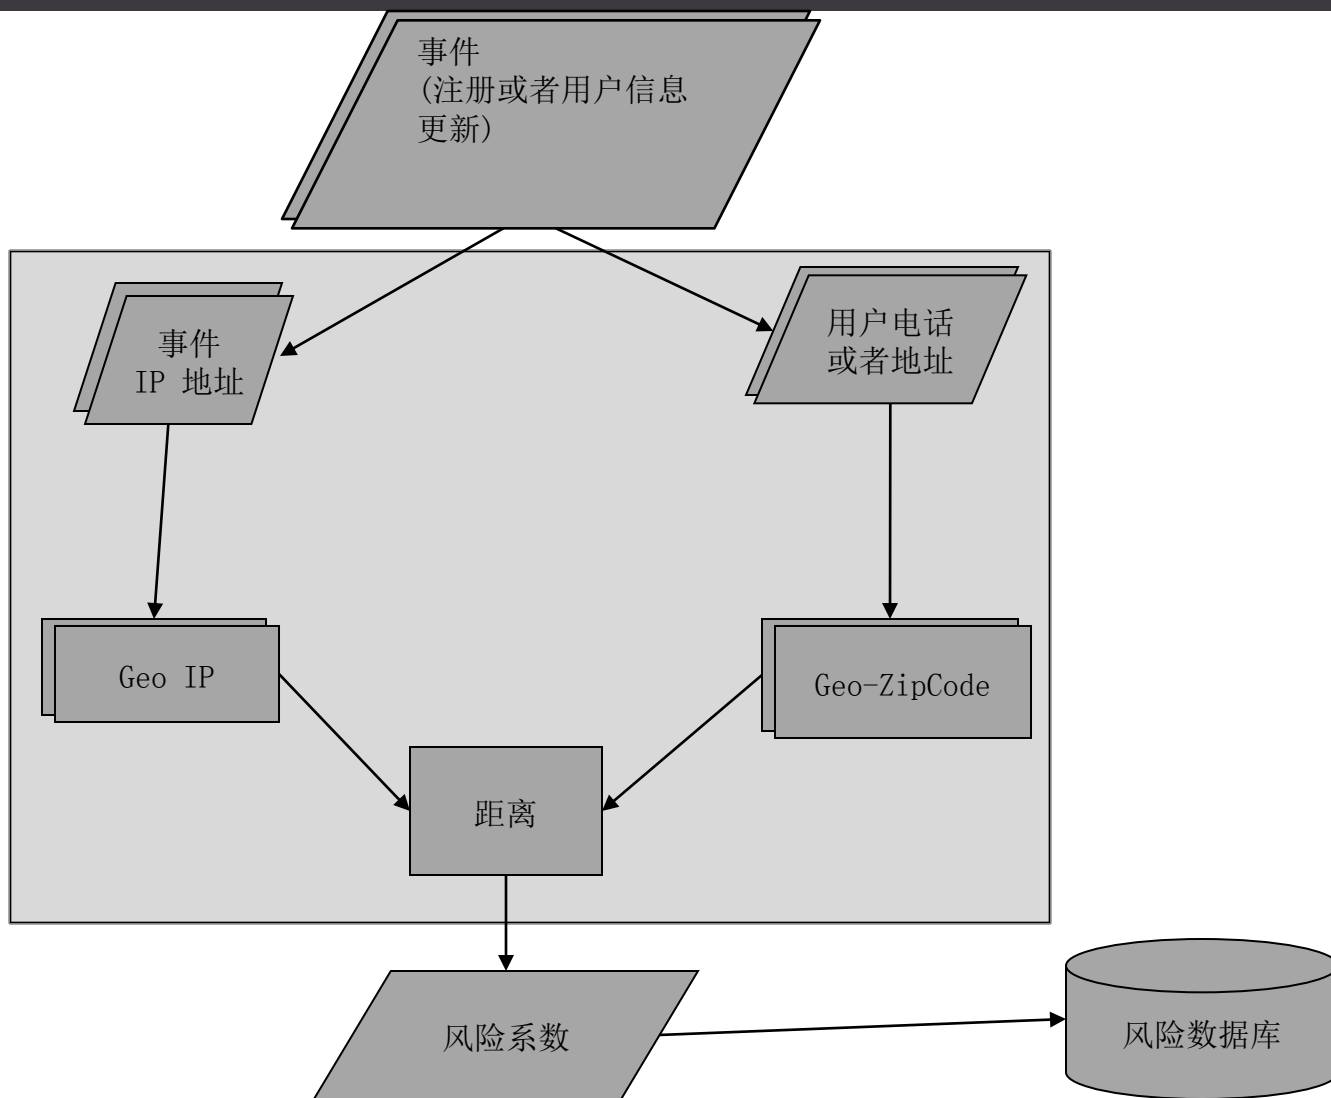 事件
(注册或者用户信息
更新)
事件
IP 地址
用户电话
或者地址
Geo IP
Geo-ZipCode
距离
风险系数
风险数据库